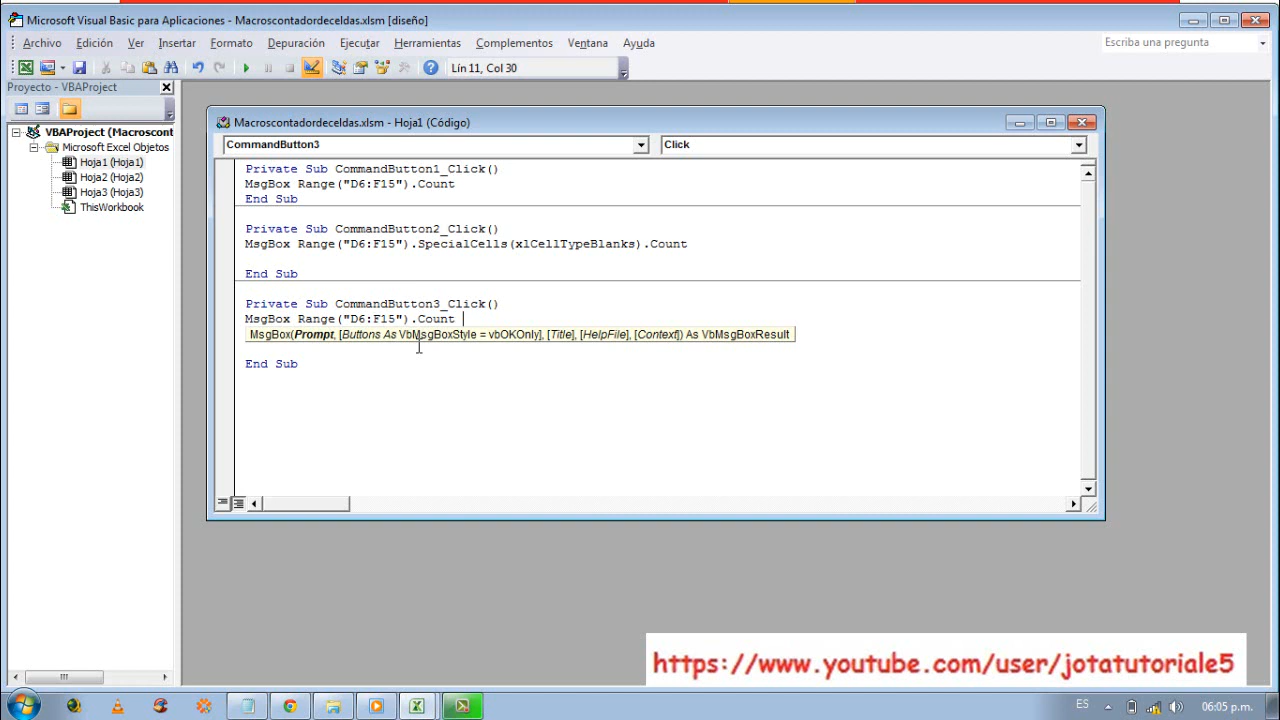 Microsoft Visual Basic para Aplicaciones - Macroscontadordeceldas.xlsm [diseño]
Archivo Edición Ver Insertar Formato Depuración Ejecutar Herramientas Complementos Ventana Ayuda
Escriba una pregunta
Lín 11, Col 30
Proyecto - VBAProject
VBAProject (Macroscont
Microsoft Excel Objetos
Hoja1 (Hoja1)
Hoja2 (Hoja2)
Hoja3 (Hoja3)
ThisWorkbook
Macroscontadordeceldas.xlsm - Hoja1 (Código)
CommandButton3
Click
Private Sub CommandButton1_Click()
MsgBox Range("D6:F15").Count
End Sub
Private Sub CommandButton2_Click()
MsgBox Range("D6:F15").SpecialCells(xlCellTypeBlanks).Count
End Sub
Private Sub CommandButton3_Click()
MsgBox Range("D6:F15").Count
MsgBox(Prompt, [Buttons As VbMsgBoxStyle = vbOKOnly], [Title], [HelpFile], [Context]) As VbMsgBoxResult
End Sub
https://www.youtube.com/user/jotatutoriale5
ES
06:05 p.m.